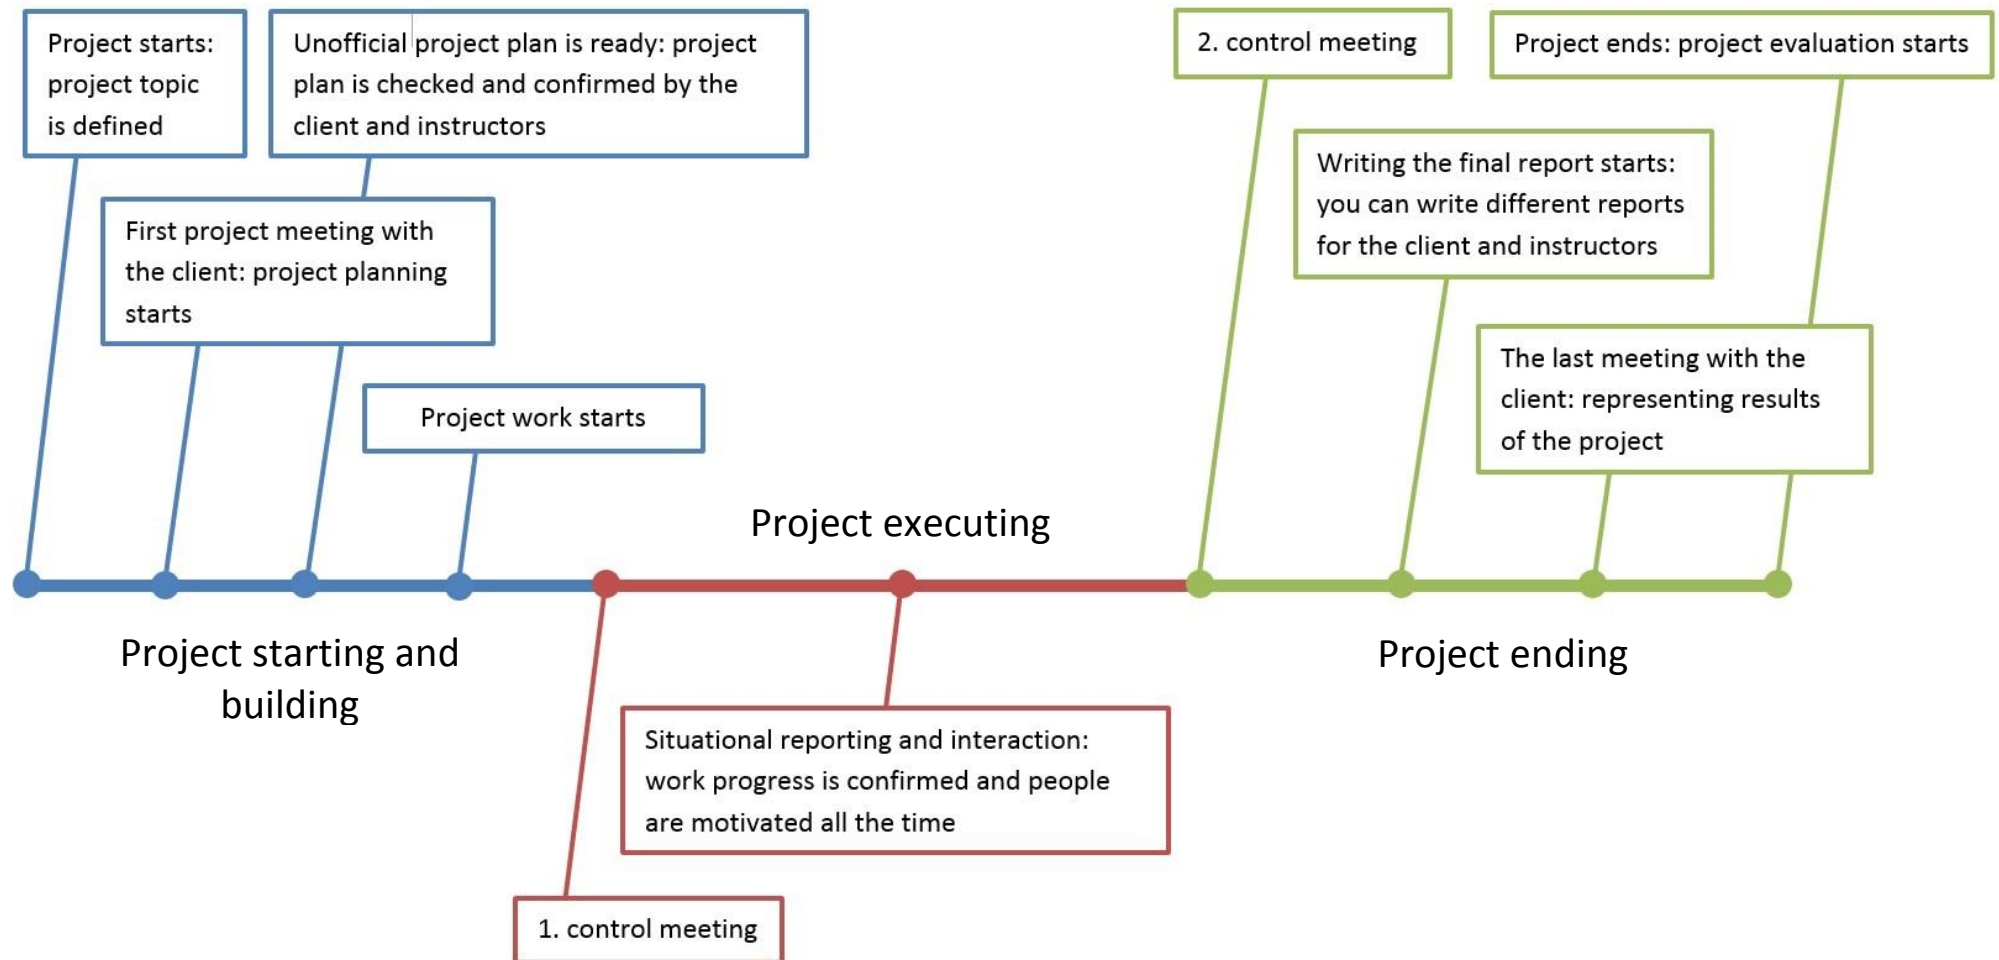 Project starts:
project topic
is defined
Unofficial project plan is ready: project
plan is checked and confirmed by the
client and instructors
First project meeting with
the client: project planning
starts
Project work starts
Project starting and
building
Project executing
1. control meeting
Situational reporting and interaction:
work progress is confirmed and people
are motivated all the time
2. control meeting
Writing the final report starts:
you can write different reports
for the client and instructors
The last meeting with the
client: representing results
of the project
Project ends: project evaluation starts
Project ending